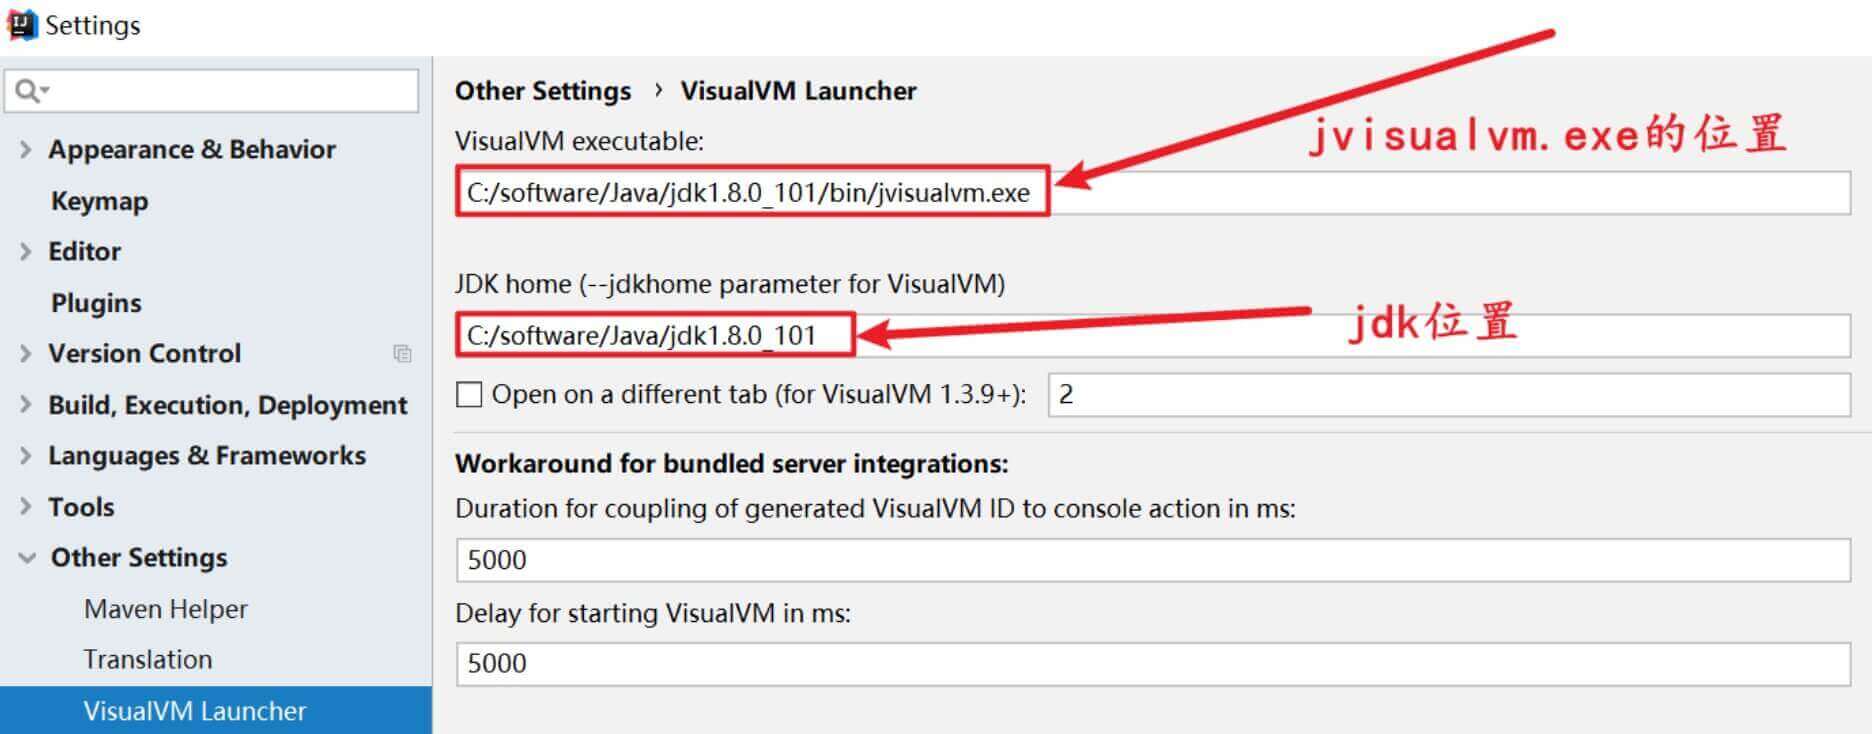 Settings
Appearance & Behavior
Keymap
Editor
Plugins
Version Control
Build, Execution, Deployment
Languages & Frameworks
Tools
Other Settings
Maven Helper
Translation
VisualVM Launcher
Other Settings › VisualVM Launcher
VisualVM executable:
jvisualvm.exe的位置
C:/software/Java/jdk1.8.0_101/bin/jvisualvm.exe
JDK home (--jdkhome parameter for VisualVM)
C:/software/Java/jdk1.8.0_101
jdk位置
Open on a different tab (for VisualVM 1.3.9+): 2
Workaround for bundled server integrations:
Duration for coupling of generated VisualVM ID to console action in ms:
5000
Delay for starting VisualVM in ms:
5000